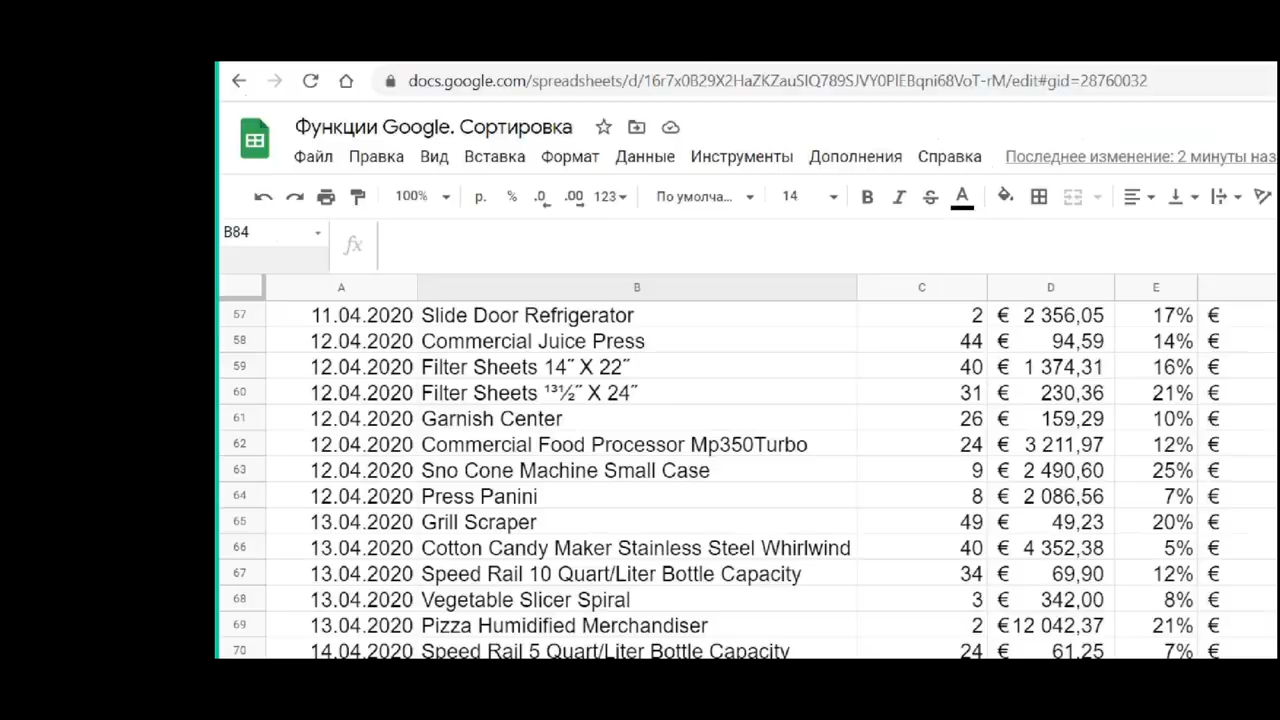 docs.google.com/spreadsheets/d/16r7x0B29X2HaZKZauSIQ789SJVY0PlEBqni68VoT-rM/edit#gid=28760032
Функции Google. Сортировка
Файл Правка Вид Вставка Формат Данные Инструменты Дополнения Справка Последнее изменение: 2 минуты наз
100% р. % .0 .00 123 По умолча... 14 B I S A
B84 fx
A B C D E
57 11.04.2020 Slide Door Refrigerator 2 € 2 356,05 17% €
58 12.04.2020 Commercial Juice Press 44 € 94,59 14% €
59 12.04.2020 Filter Sheets 14˝ X 22˝ 40 € 1 374,31 16% €
60 12.04.2020 Filter Sheets ¹³½˝ X 24˝ 31 € 230,36 21% €
61 12.04.2020 Garnish Center 26 € 159,29 10% €
62 12.04.2020 Commercial Food Processor Mp350Turbo 24 € 3 211,97 12% €
63 12.04.2020 Sno Cone Machine Small Case 9 € 2 490,60 25% €
64 12.04.2020 Press Panini 8 € 2 086,56 7% €
65 13.04.2020 Grill Scraper 49 € 49,23 20% €
66 13.04.2020 Cotton Candy Maker Stainless Steel Whirlwind 40 € 4 352,38 5% €
67 13.04.2020 Speed Rail 10 Quart/Liter Bottle Capacity 34 € 69,90 12% €
68 13.04.2020 Vegetable Slicer Spiral 3 € 342,00 8% €
69 13.04.2020 Pizza Humidified Merchandiser 2 € 12 042,37 21% €
70 14.04.2020 Speed Rail 5 Quart/Liter Bottle Capacity 24 € 61,25 7% €